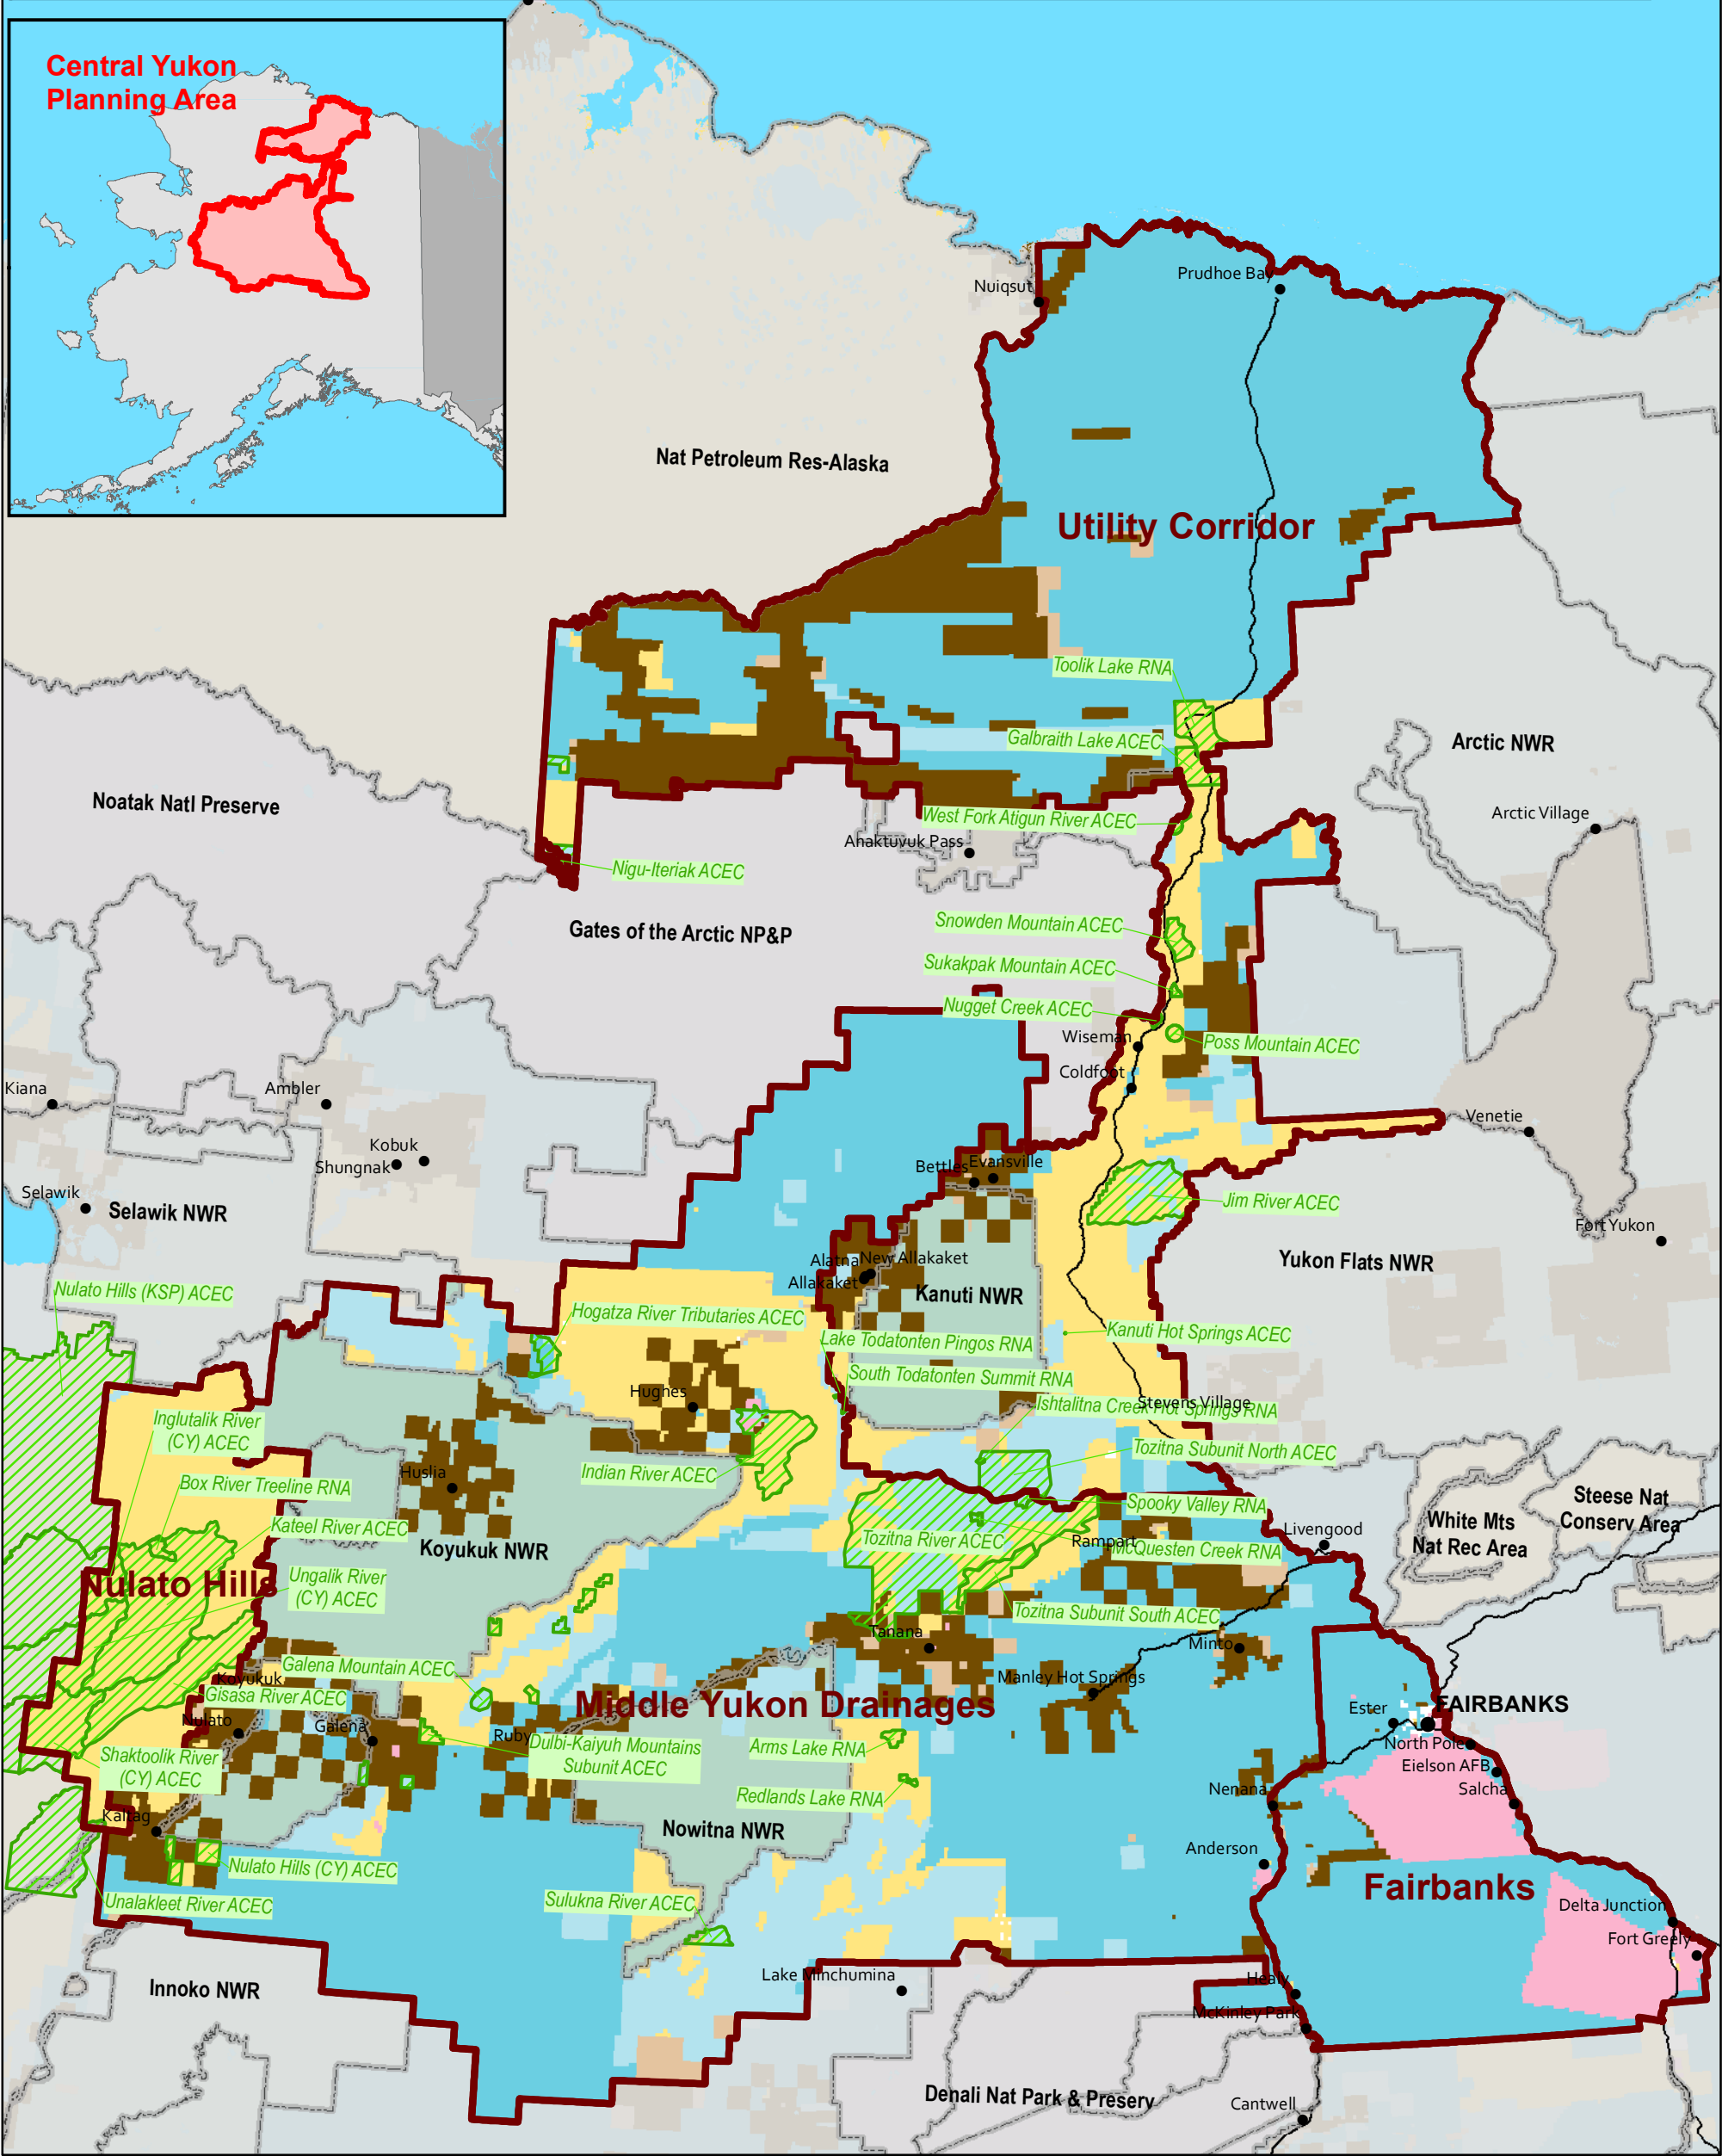 Central Yukon
Planning Area
Nuiqsut
Prudhoe Bay
Nat Petroleum Res-Alaska
Utility Corridor
Toolik Lake RNA
Galbraith Lake ACEC
Arctic NWR
Noatak Natl Preserve
West Fork Atigun River ACEC
Arctic Village
Anaktuvuk Pass
Nigu-Iteriak ACEC
Gates of the Arctic NP&P
Snowden Mountain ACEC
Sukakpak Mountain ACEC
Nugget Creek ACEC
Wiseman
Poss Mountain ACEC
Coldfoot
Kiana
Ambler
Venetie
Kobuk
Shungnak
Bettles
Evansville
Selawik
Selawik NWR
Jim River ACEC
Fort Yukon
Alatna
New Allakaket
Allakaket
Yukon Flats NWR
Nulato Hills (KSP) ACEC
Kanuti NWR
Hogatza River Tributaries ACEC
Lake Todatonten Pingos RNA
Kanuti Hot Springs ACEC
South Todatonten Summit RNA
Hughes
Ishtalitna Creek Hot Springs RNA
Stevens Village
Inglutalik River
(CY) ACEC
Tozitna Subunit North ACEC
Indian River ACEC
Huslia
Box River Treeline RNA
Spooky Valley RNA
Steese Nat
Conserv Area
White Mts
Nat Rec Area
Kateel River ACEC
Livengood
Tozitna River ACEC
Rampart
McQuesten Creek RNA
Koyukuk NWR
Nulato Hills
Ungalik River
(CY) ACEC
Tozitna Subunit South ACEC
Tanana
Minto
Galena Mountain ACEC
Koyukuk
Manley Hot Springs
Gisasa River ACEC
Middle Yukon Drainages
FAIRBANKS
Ester
Nulato
Galena
Ruby
North Pole
Dulbi-Kaiyuh Mountains
Subunit ACEC
Arms Lake RNA
Shaktoolik River
(CY) ACEC
Eielson AFB
Salcha
Nenana
Redlands Lake RNA
Kaltag
Nowitna NWR
Anderson
Nulato Hills (CY) ACEC
Fairbanks
Unalakleet River ACEC
Sulukna River ACEC
Delta Junction
Fort Greely
Innoko NWR
Lake Minchumina
Healy
McKinley Park
Denali Nat Park & Preserv
Cantwell